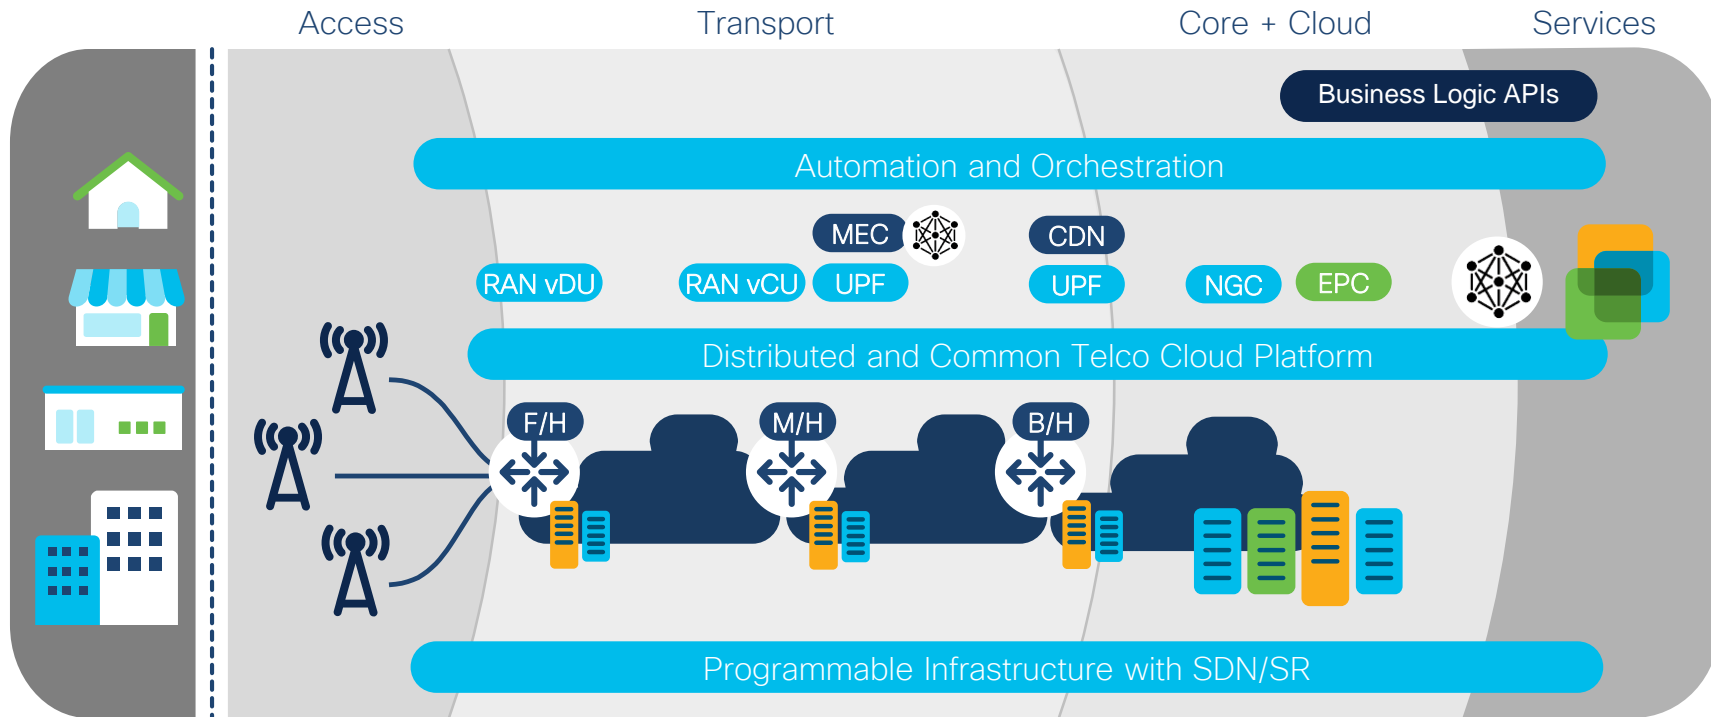 Access
Transport
Core + Cloud
Services
Business Logic APIs
Automation and Orchestration
MEC
CDN
RAN vDU
RAN vCU
UPF
UPF
NGC
EPC
Distributed and Common Telco Cloud Platform
F/H
M/H
B/H
Programmable Infrastructure with SDN/SR